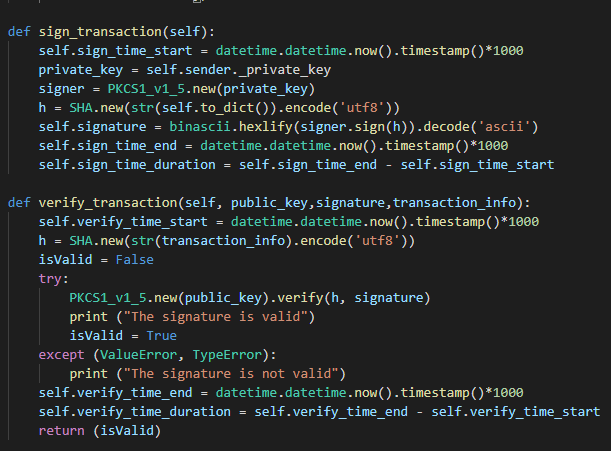 def sign_transaction(self):
    self.sign_time_start = datetime.datetime.now().timestamp()*1000
    private_key = self.sender._private_key
    signer = PKCS1_v1_5.new(private_key)
    h = SHA.new(str(self.to_dict()).encode('utf8'))
    self.signature = binascii.hexlify(signer.sign(h)).decode('ascii')
    self.sign_time_end = datetime.datetime.now().timestamp()*1000
    self.sign_time_duration = self.sign_time_end - self.sign_time_start
def verify_transaction(self, public_key,signature,transaction_info):
    self.verify_time_start = datetime.datetime.now().timestamp()*1000
    h = SHA.new(str(transaction_info).encode('utf8'))
    isValid = False
    try:
        PKCS1_v1_5.new(public_key).verify(h, signature)
        print ("The signature is valid")
        isValid = True
    except (ValueError, TypeError):
        print ("The signature is not valid")
    self.verify_time_end = datetime.datetime.now().timestamp()*1000
    self.verify_time_duration = self.verify_time_end - self.verify_time_start
    return (isValid)